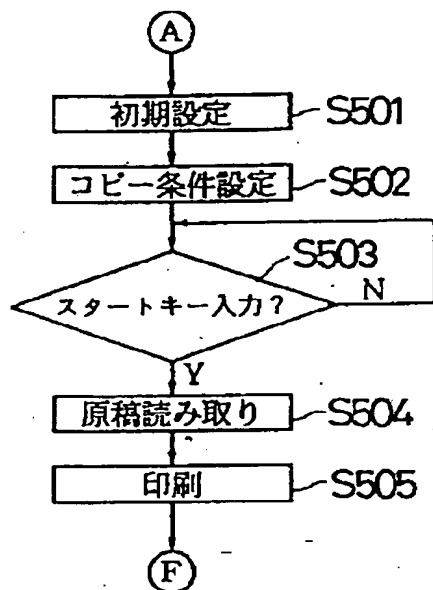 A
初期設定 S501
コピー条件設定 S502
S503
スタートキー入力? N
Y
原稿読み取り S504
印刷 S505
F